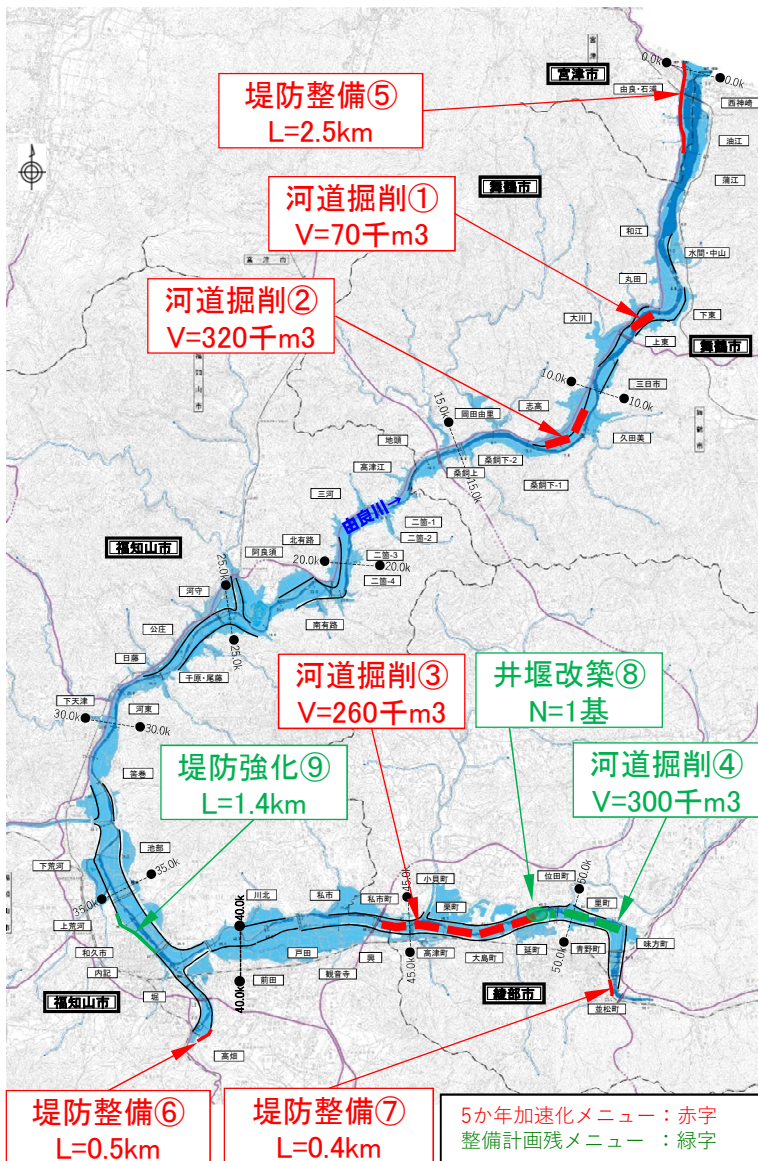 宮津市
0.0k
0.0k
由良・石浦
西神崎
堤防整備⑤
L=2.5km
油江
蒲江
舞鶴市
河道掘削①
V=70千m3
和江
水間・中山
丸田
下東
大川
上東
舞鶴市
河道掘削②
V=320千m3
10.0k
10.0k
三日市
15.0k
15.0k
岡田由里
志高
久田美
地頭
桑飼上
桑飼下-2
桑飼下-1
高津江
三河
由良川→
二箇-1
二箇-2
二箇-3
二箇-4
福知山市
北有路
阿良須
20.0k
20.0k
25.0k
25.0k
河守
南有路
公庄
日藤
千原・尾藤
下天津
河東
30.0k
30.0k
河道掘削③
V=260千m3
井堰改築⑧
N=1基
筈巻
堤防強化⑨
L=1.4km
河道掘削④
V=300千m3
下荒河
池部
35.0k
35.0k
川北
私市
私市町
45.0k
45.0k
小貝町
栗町
位田町
50.0k
50.0k
里町
上荒河
40.0k
40.0k
和久市
内記
戸田
観音寺
興
高津町
大島町
延町
青野町
味方町
前田
福知山市
堀
綾部市
並松町
高畑
堤防整備⑥
L=0.5km
堤防整備⑦
L=0.4km
5か年加速化メニュー：赤字
整備計画残メニュー ：緑字